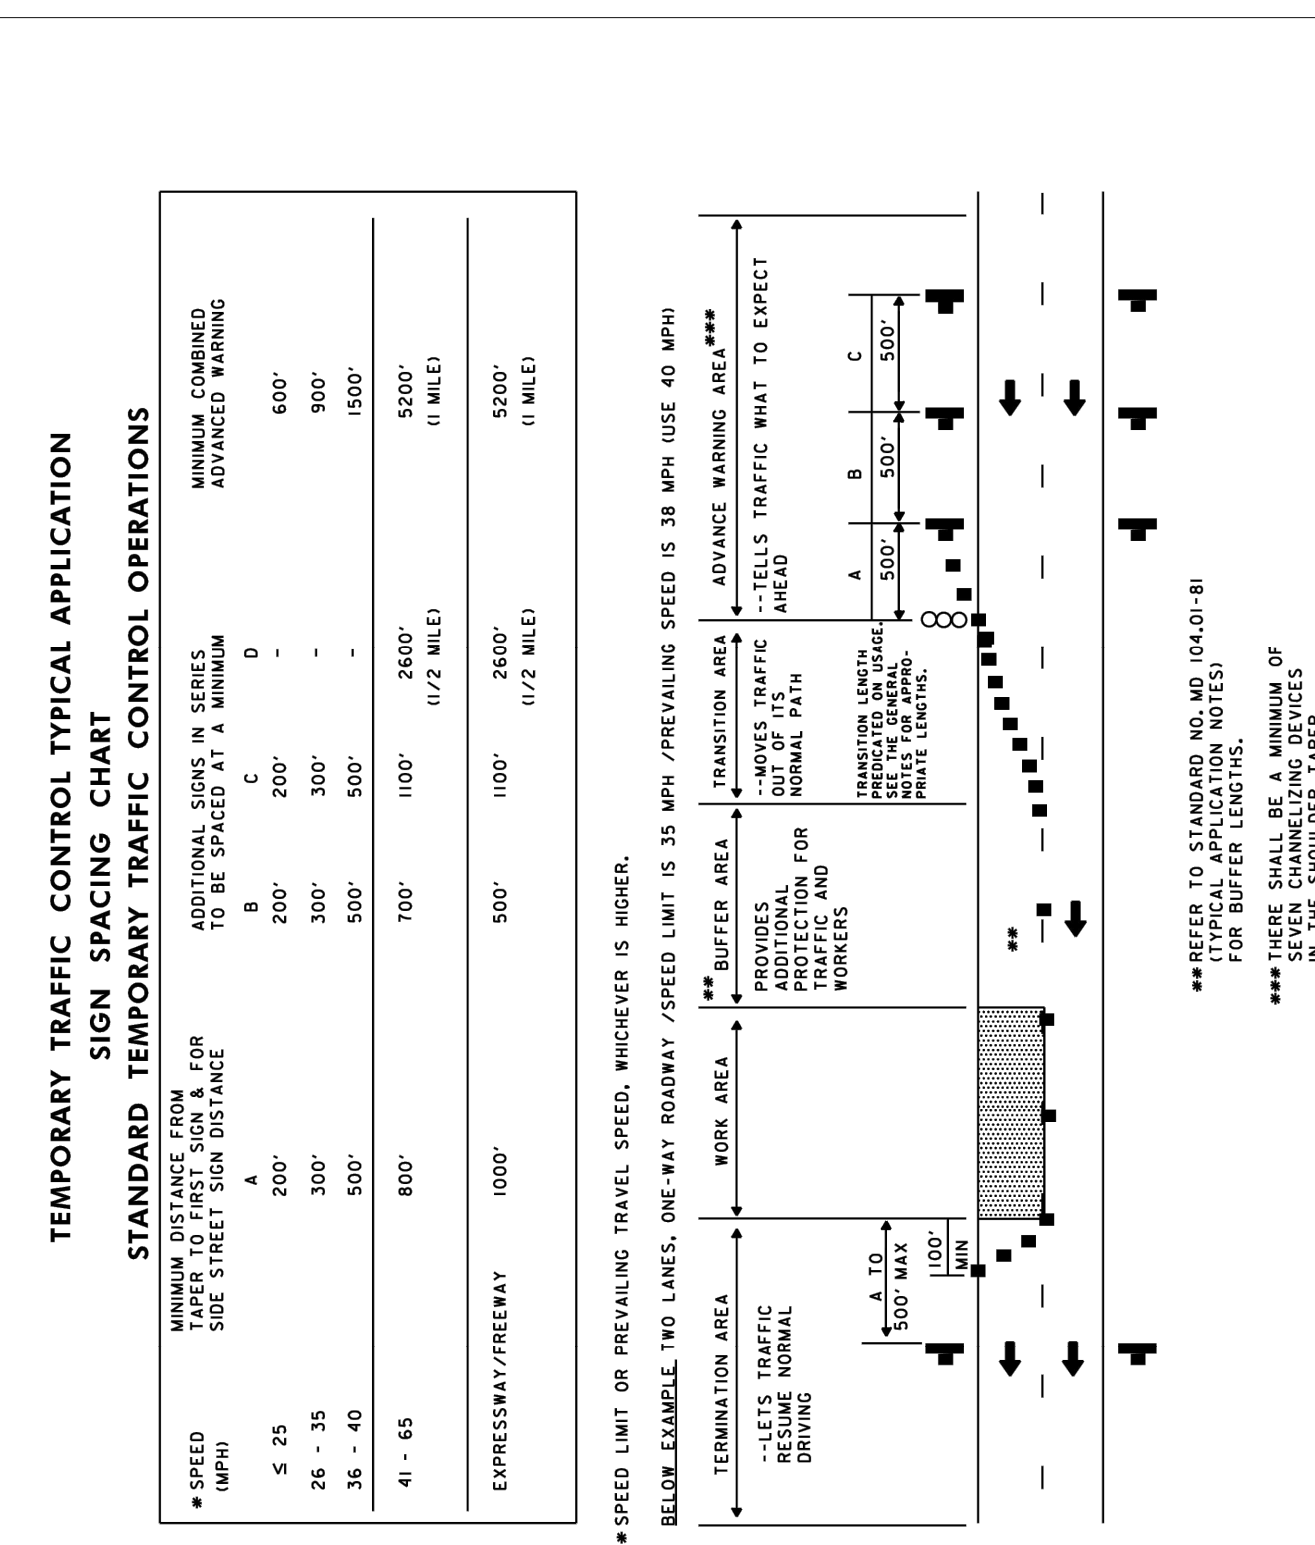 TEMPORARY TRAFFIC CONTROL TYPICAL APPLICATION
SIGN SPACING CHART
STANDARD TEMPORARY TRAFFIC CONTROL OPERATIONS
* SPEED
(MPH)
MINIMUM DISTANCE FROM
TAPER TO FIRST SIGN & FOR
SIDE STREET SIGN DISTANCE
ADDITIONAL SIGNS IN SERIES
TO BE SPACED AT A MINIMUM
MINIMUM COMBINED
ADVANCED WARNING
A B C D
≤ 25 200' 200' 200' - 600'
26 - 35 300' 300' 300' - 900'
36 - 40 500' 500' 500' - 1500'
41 - 65 800' 700' 1100' 2600' 5200'
(1/2 MILE) (1 MILE)
EXPRESSWAY/FREEWAY 1000' 500' 1100' 2600' 5200'
(1/2 MILE) (1 MILE)
* SPEED LIMIT OR PREVAILING TRAVEL SPEED, WHICHEVER IS HIGHER.
BELOW EXAMPLE TWO LANES, ONE-WAY ROADWAY /SPEED LIMIT IS 35 MPH /PREVAILING SPEED IS 38 MPH (USE 40 MPH)
TERMINATION AREA
--LETS TRAFFIC
RESUME NORMAL
DRIVING
A TO
500' MAX
100'
MIN
WORK AREA
** BUFFER AREA
PROVIDES
ADDITIONAL
PROTECTION FOR
TRAFFIC AND
WORKERS
**
TRANSITION AREA
--MOVES TRAFFIC
OUT OF ITS
NORMAL PATH
TRANSITION LENGTH
PREDICATED ON USAGE.
SEE THE GENERAL
NOTES FOR APPRO-
PRIATE LENGTHS.
ADVANCE WARNING AREA ***
--TELLS TRAFFIC WHAT TO EXPECT
AHEAD
A B C
500' 500' 500'
** REFER TO STANDARD NO. MD 104.01-81
(TYPICAL APPLICATION NOTES)
FOR BUFFER LENGTHS.
*** THERE SHALL BE A MINIMUM OF
SEVEN CHANNELIZING DEVICES
IN THE SHOULDER TAPER